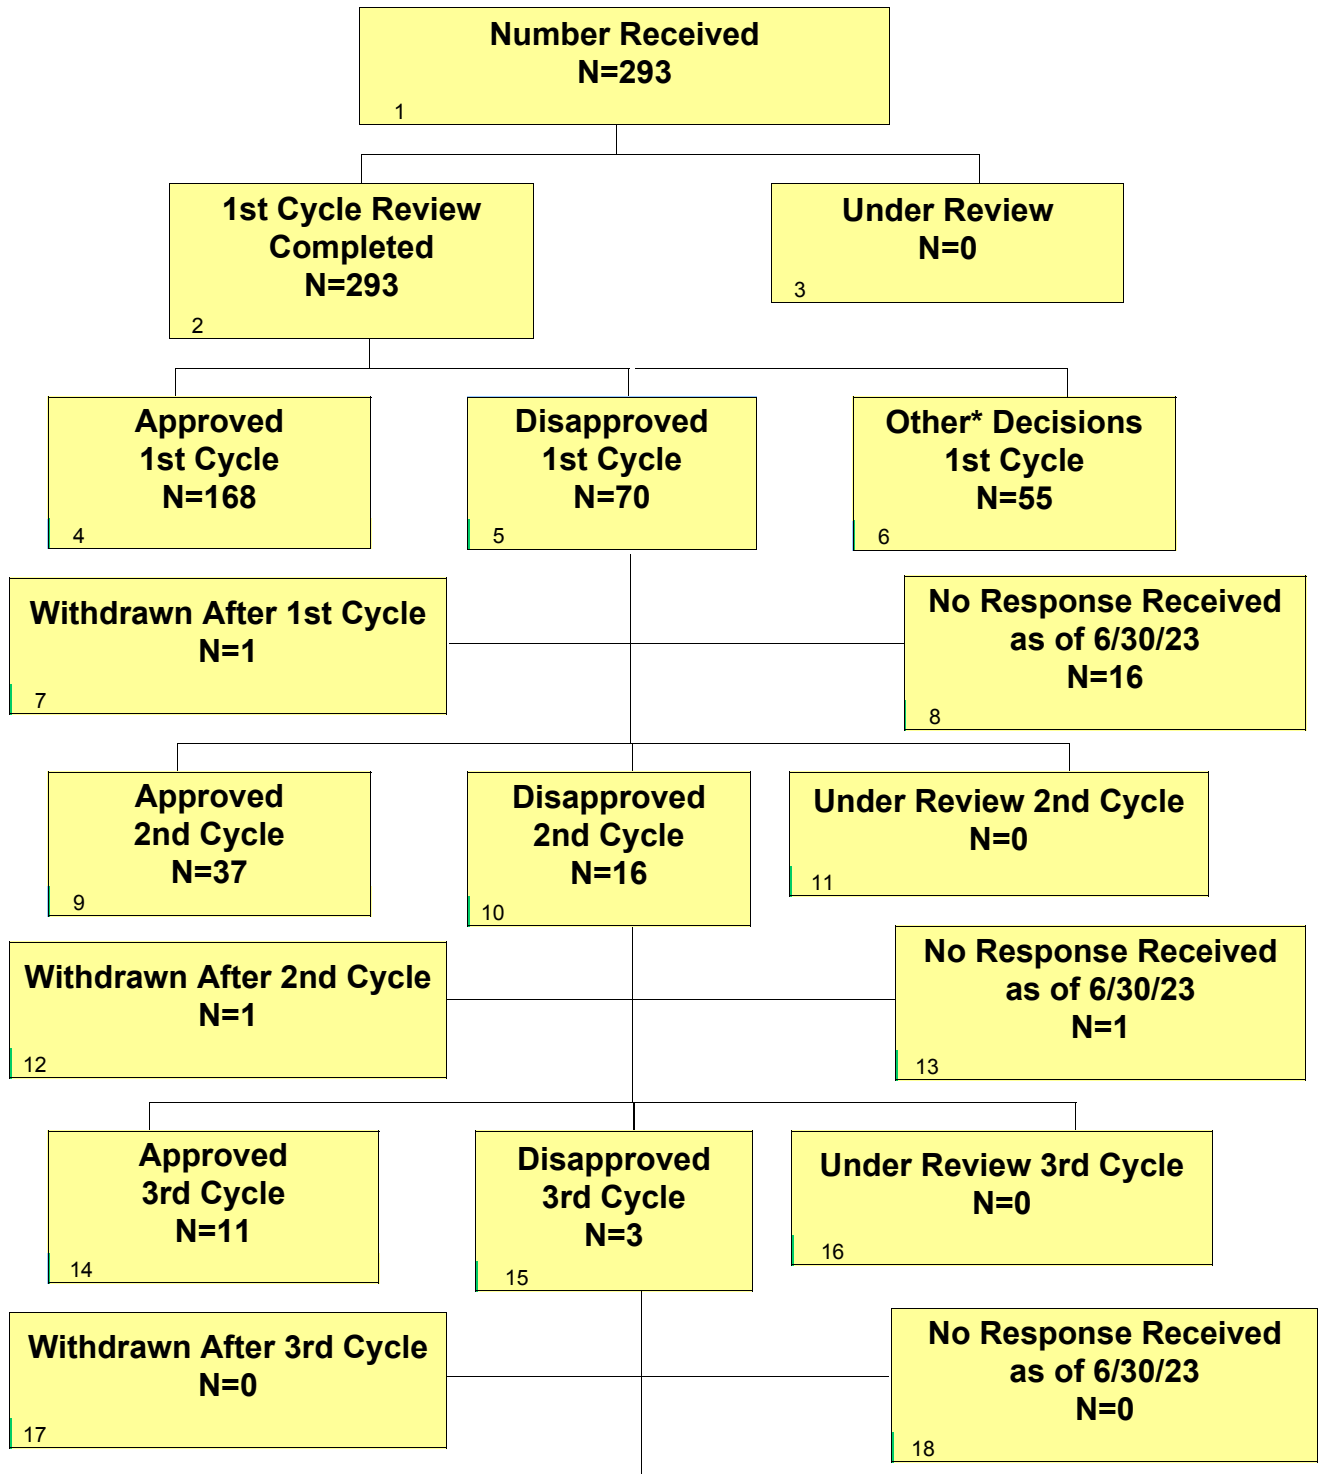 Number Received
N=293
1
1st Cycle Review
Completed
N=293
2
Under Review
N=0
3
Approved
1st Cycle
N=168
4
Disapproved
1st Cycle
N=70
5
Other* Decisions
1st Cycle
N=55
6
Withdrawn After 1st Cycle
N=1
7
No Response Received
as of 6/30/23
N=16
8
Approved
2nd Cycle
N=37
9
Disapproved
2nd Cycle
N=16
10
Under Review 2nd Cycle
N=0
11
Withdrawn After 2nd Cycle
N=1
12
No Response Received
as of 6/30/23
N=1
13
Approved
3rd Cycle
N=11
14
Disapproved
3rd Cycle
N=3
15
Under Review 3rd Cycle
N=0
16
Withdrawn After 3rd Cycle
N=0
17
No Response Received
as of 6/30/23
N=0
18